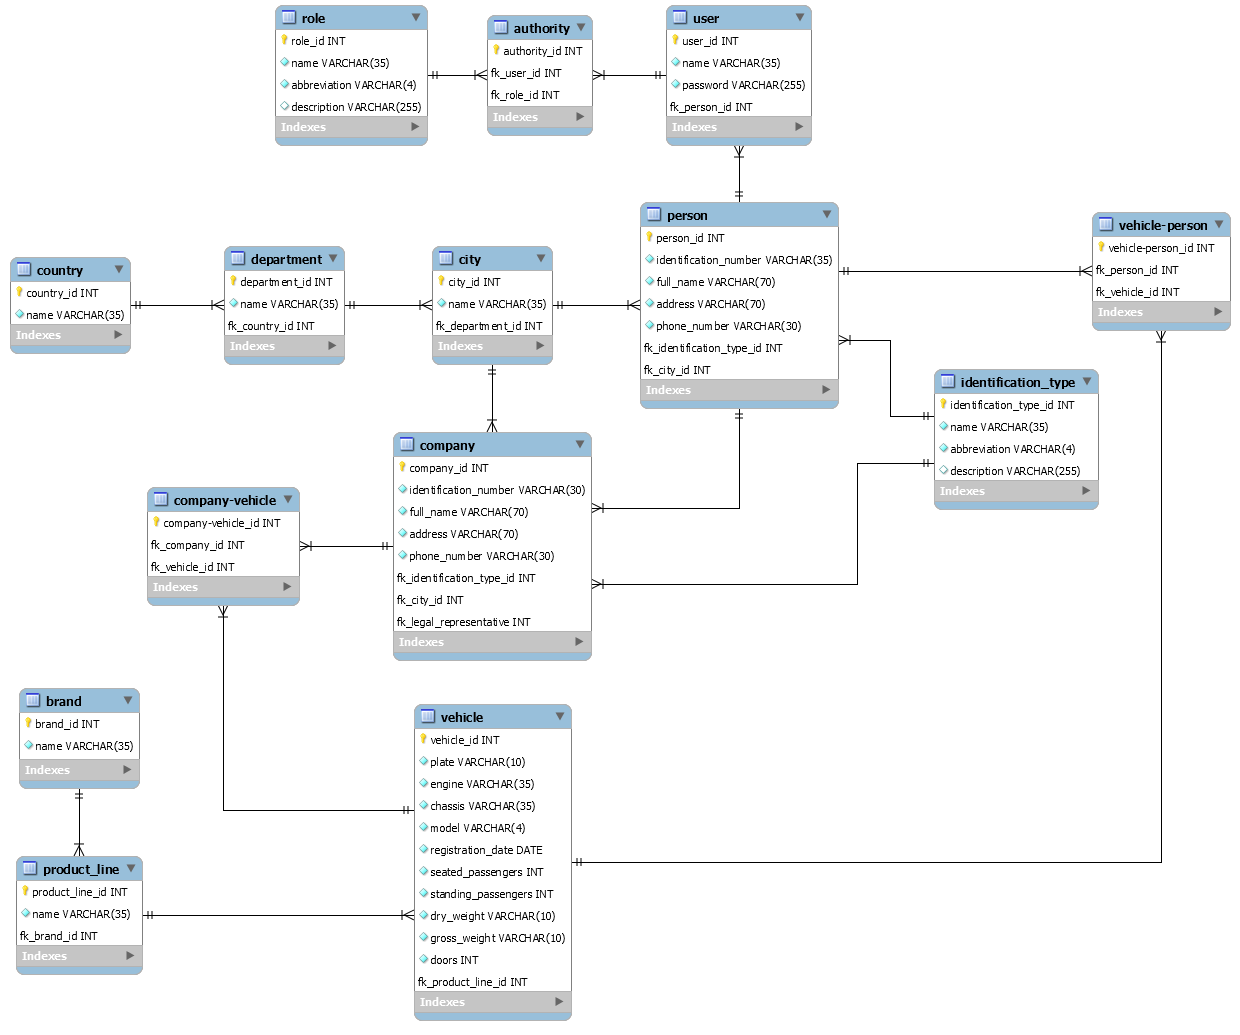 role
role_id INT
name VARCHAR(35)
abbreviation VARCHAR(4)
description VARCHAR(255)
Indexes
authority
authority_id INT
fk_user_id INT
fk_role_id INT
Indexes
user
user_id INT
name VARCHAR(35)
password VARCHAR(255)
fk_person_id INT
Indexes
country
country_id INT
name VARCHAR(35)
Indexes
department
department_id INT
name VARCHAR(35)
fk_country_id INT
Indexes
city
city_id INT
name VARCHAR(35)
fk_department_id INT
Indexes
person
person_id INT
identification_number VARCHAR(35)
full_name VARCHAR(70)
address VARCHAR(70)
phone_number VARCHAR(30)
fk_identification_type_id INT
fk_city_id INT
Indexes
vehicle-person
vehicle-person_id INT
fk_person_id INT
fk_vehicle_id INT
Indexes
identification_type
identification_type_id INT
name VARCHAR(35)
abbreviation VARCHAR(4)
description VARCHAR(255)
Indexes
company
company_id INT
identification_number VARCHAR(30)
full_name VARCHAR(70)
address VARCHAR(70)
phone_number VARCHAR(30)
fk_identification_type_id INT
fk_city_id INT
fk_legal_representative INT
Indexes
company-vehicle
company-vehicle_id INT
fk_company_id INT
fk_vehicle_id INT
Indexes
brand
brand_id INT
name VARCHAR(35)
Indexes
product_line
product_line_id INT
name VARCHAR(35)
fk_brand_id INT
Indexes
vehicle
vehicle_id INT
plate VARCHAR(10)
engine VARCHAR(35)
chassis VARCHAR(35)
model VARCHAR(4)
registration_date DATE
seated_passengers INT
standing_passengers INT
dry_weight VARCHAR(10)
gross_weight VARCHAR(10)
doors INT
fk_product_line_id INT
Indexes